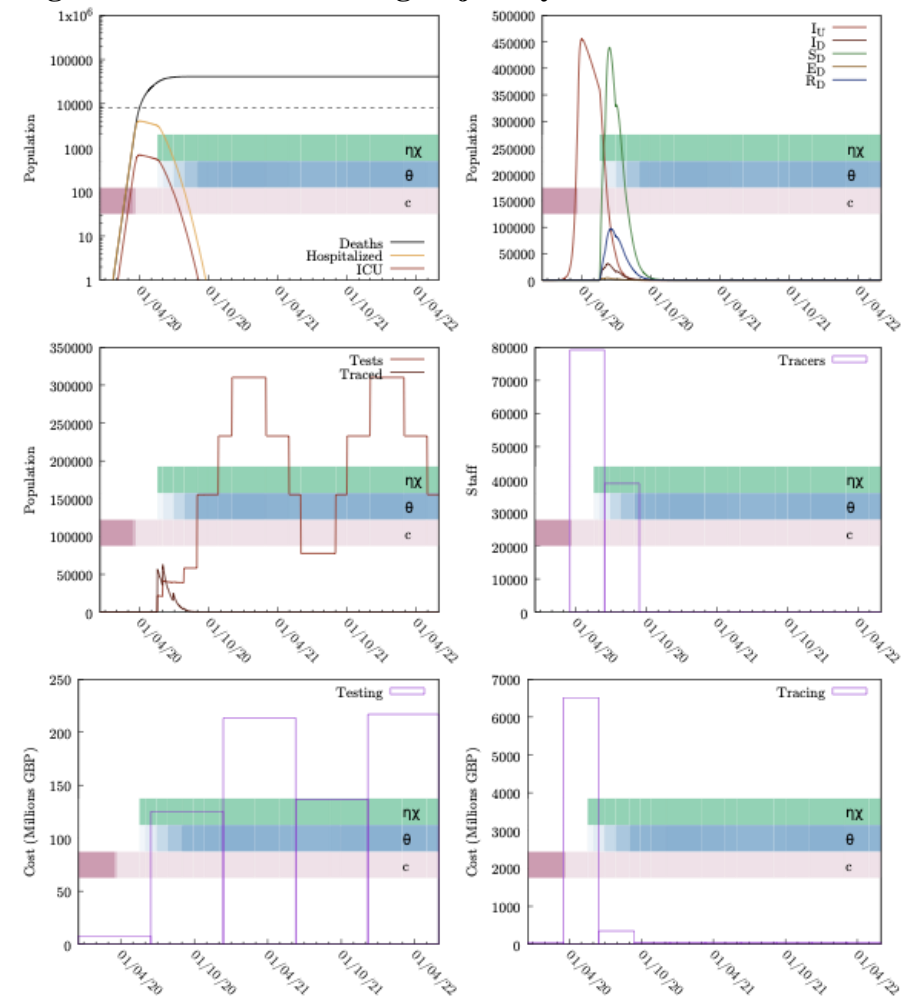 1x10⁶
100000
10000
1000
100
10
1
Population
ηχ
θ
c
Deaths
Hospitalized
ICU
01/04/20
01/10/20
01/04/21
01/10/21
01/04/22
500000
450000
400000
350000
300000
250000
200000
150000
100000
50000
0
Population
I_U
I_D
S_D
E_D
R_D
ηχ
θ
c
01/04/20
01/10/20
01/04/21
01/10/21
01/04/22
350000
300000
250000
200000
150000
100000
50000
0
Population
Tests
Traced
ηχ
θ
c
01/04/20
01/10/20
01/04/21
01/10/21
01/04/22
80000
70000
60000
50000
40000
30000
20000
10000
0
Staff
Tracers
ηχ
θ
c
01/04/20
01/10/20
01/04/21
01/10/21
01/04/22
250
200
150
100
50
0
Cost (Millions GBP)
Testing
ηχ
θ
c
01/04/20
01/10/20
01/04/21
01/10/21
01/04/22
7000
6000
5000
4000
3000
2000
1000
0
Cost (Millions GBP)
Tracing
ηχ
θ
c
01/04/20
01/10/20
01/04/21
01/10/21
01/04/22